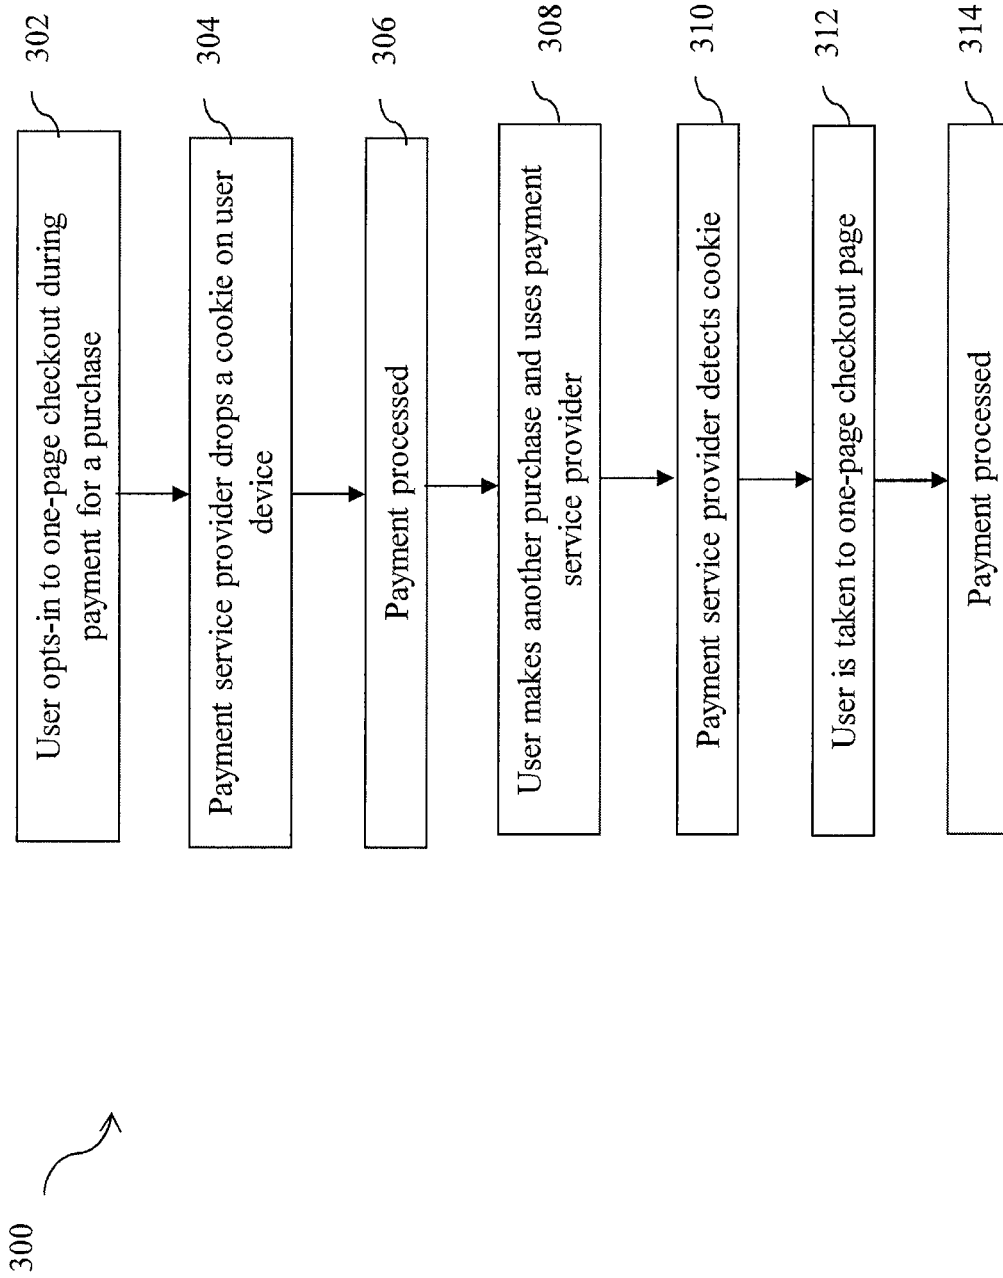 300
User opts-in to one-page checkout during
payment for a purchase
302
Payment service provider drops a cookie on user
device
304
Payment processed
306
User makes another purchase and uses payment
service provider
308
Payment service provider detects cookie
310
User is taken to one-page checkout page
312
Payment processed
314